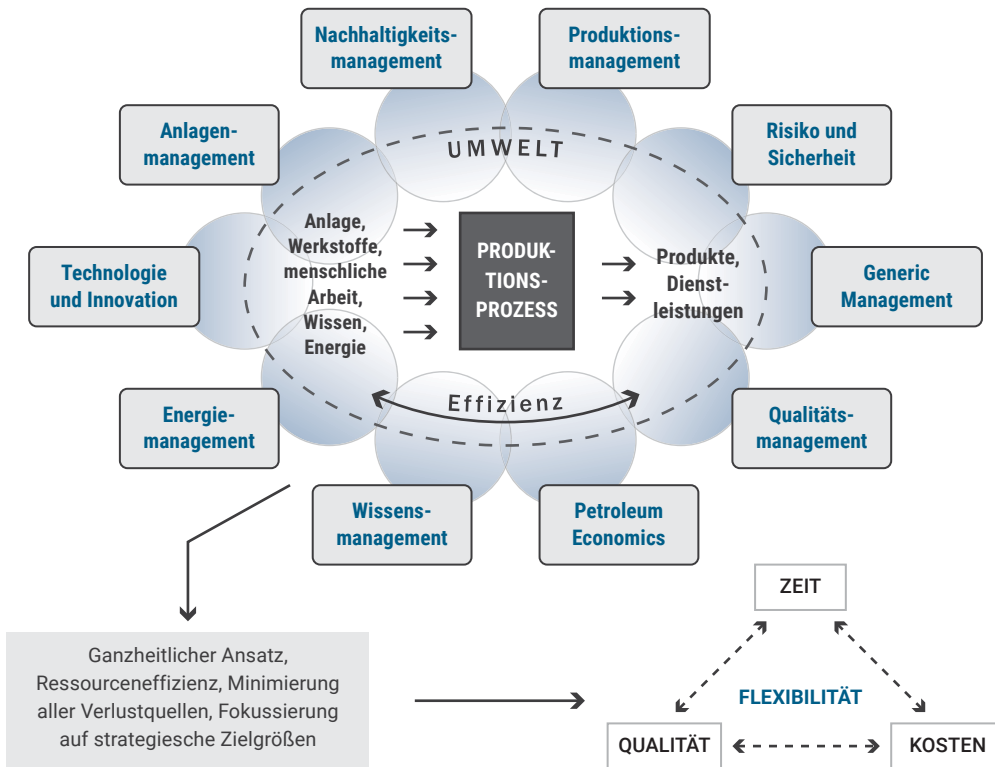 Nachhaltigkeits-
management
Produktions-
management
Anlagen-
management
Risiko und
Sicherheit
UMWELT
Technologie
und Innovation
Anlage,
Werkstoffe,
menschliche
Arbeit,
Wissen,
Energie
PRODUK-
TIONS-
PROZESS
Produkte,
Dienst-
leistungen
Generic
Management
Energie-
management
Effizienz
Qualitäts-
management
Wissens-
management
Petroleum
Economics
Ganzheitlicher Ansatz,
Ressourceneffizienz, Minimierung
aller Verlustquellen, Fokussierung
auf strategiesche Zielgrößen
ZEIT
FLEXIBILITÄT
QUALITÄT
KOSTEN